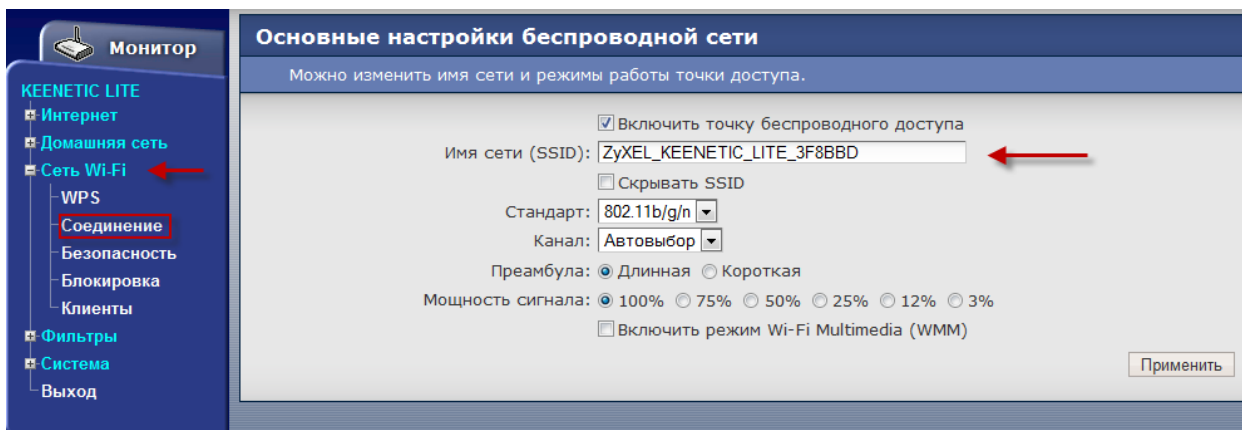 Монитор
KEENETIC LITE
Интернет
Домашняя сеть
Сеть Wi-Fi
WPS
Соединение
Безопасность
Блокировка
Клиенты
Фильтры
Система
Выход
Основные настройки беспроводной сети
Можно изменить имя сети и режимы работы точки доступа.
Включить точку беспроводного доступа
Имя сети (SSID): ZyXEL_KEENETIC_LITE_3F8BBD
Скрывать SSID
Стандарт: 802.11b/g/n
Канал: Автовыбор
Преамбула: Длинная Короткая
Мощность сигнала: 100% 75% 50% 25% 12% 3%
Включить режим Wi-Fi Multimedia (WMM)
Применить